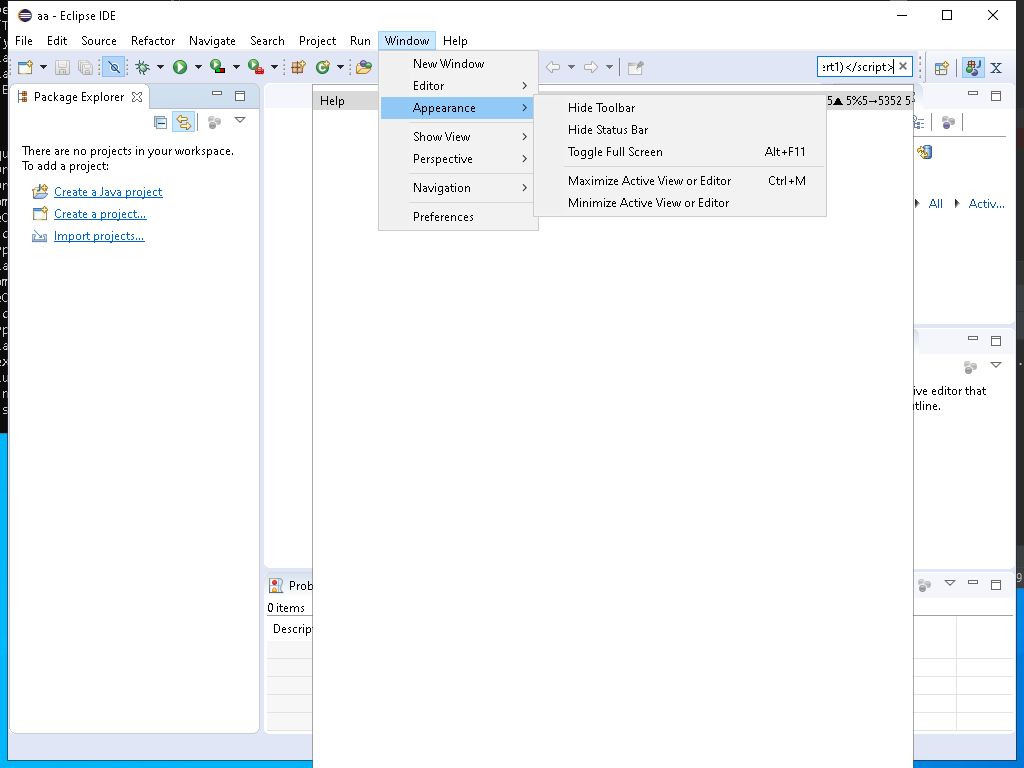 aa - Eclipse IDE
File Edit Source Refactor Navigate Search Project Run Window Help
ert1)</script>
Package Explorer
There are no projects in your workspace.
To add a project:
Create a Java project
Create a project...
Import projects...
New Window
Editor
Appearance
Show View
Perspective
Navigation
Preferences
Help
Hide Toolbar
Hide Status Bar
Toggle Full Screen Alt+F11
Maximize Active View or Editor Ctrl+M
Minimize Active View or Editor
5▲ 5%5→5352 5
All Activ...
ive editor that
utline.
Prob
0 items
Descrip